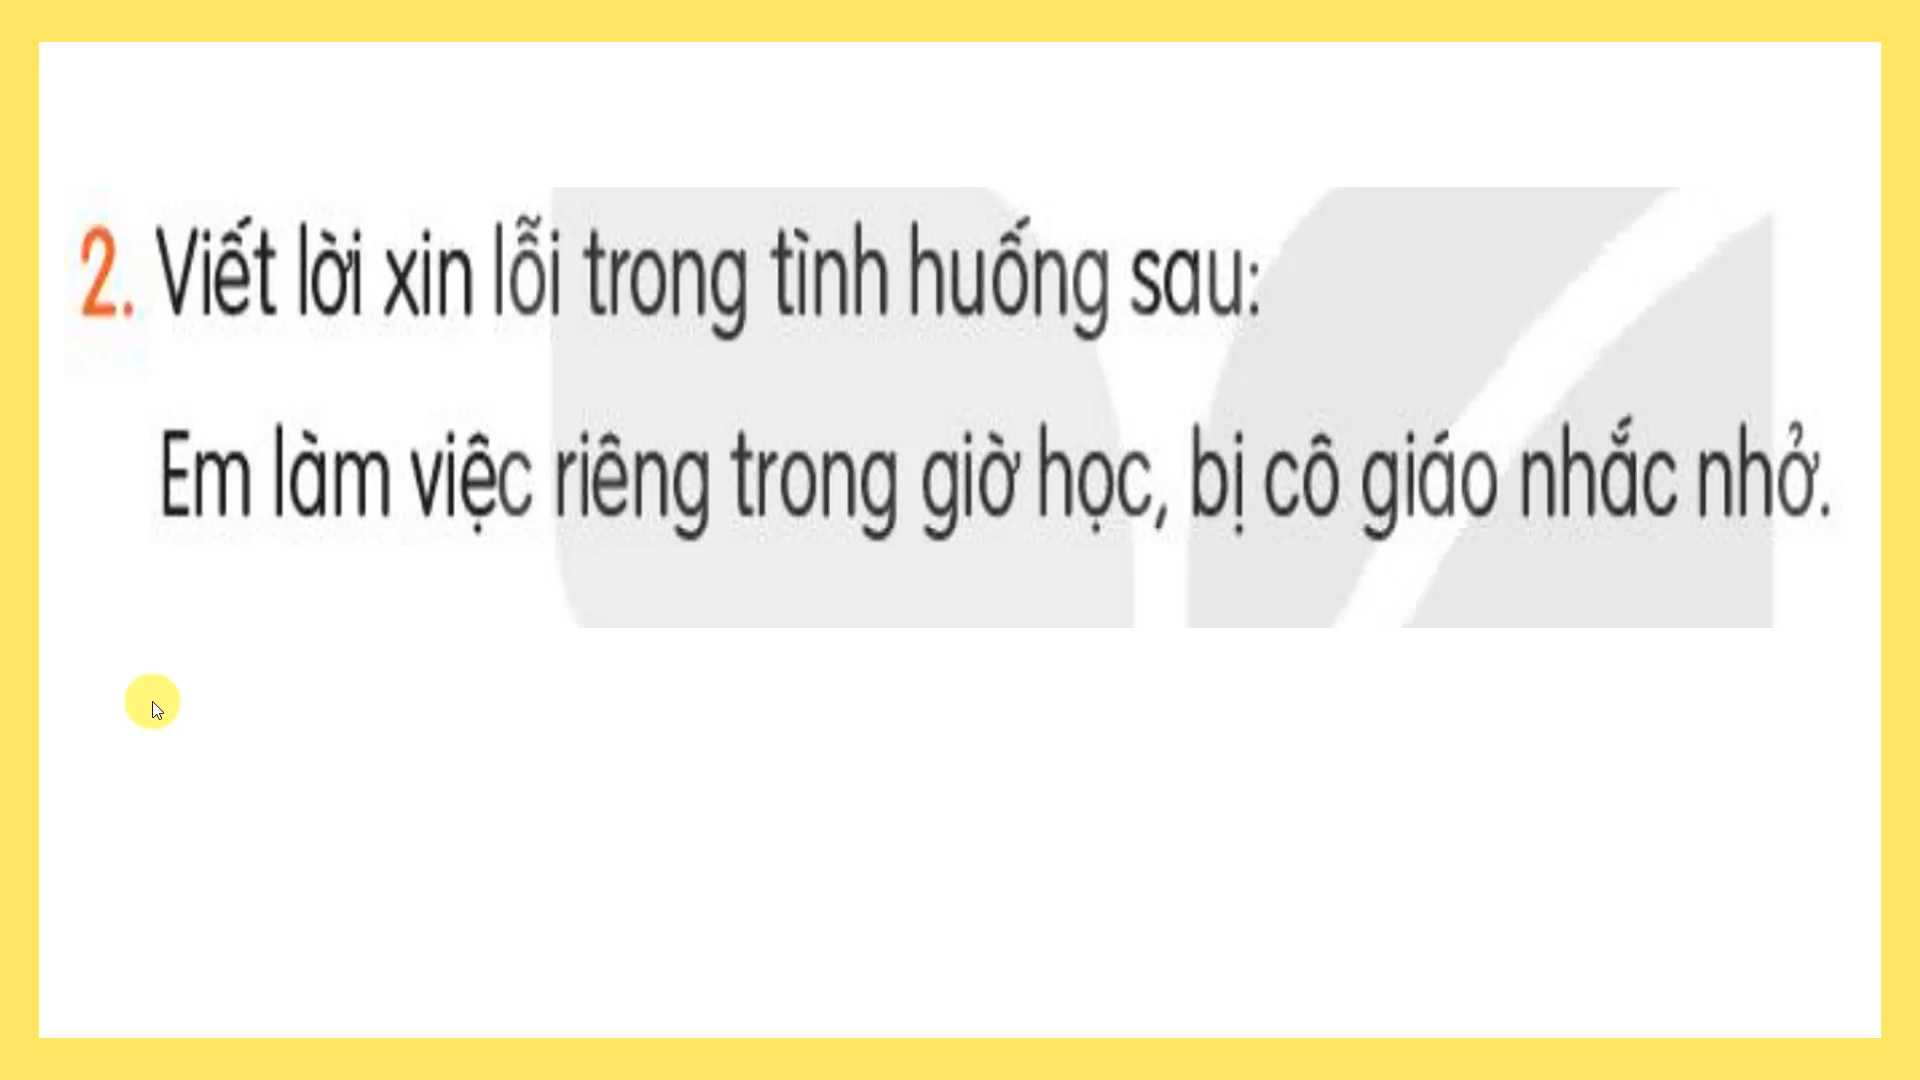 2. Viết lời xin lỗi trong tình huống sau:
Em làm việc riêng trong giờ học, bị cô giáo nhắc nhở.